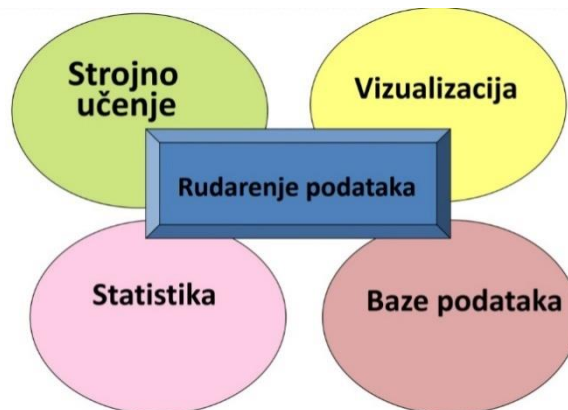 Strojno
učenje
Vizualizacija
Rudarenje podataka
Statistika
Baze podataka